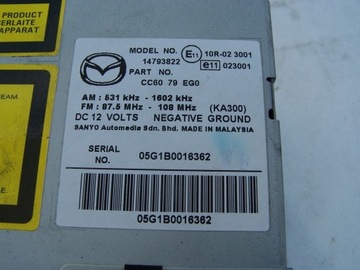 PRODUCT
ERLAITE
APPARAT
EAM.
MODEL NO.
14793822
E11 10R-02 3001
e11 023001
PART NO.
CC60 79 EG0
AM : 531 kHz - 1602 kHz
FM : 87.5 MHz - 108 MHz (KA300)
DC 12 VOLTS NEGATIVE GROUND
SANYO Automedia Sdn. Bhd. MADE IN MALAYSIA
SERIAL NO.
05G1B0016362
05G1B0016362